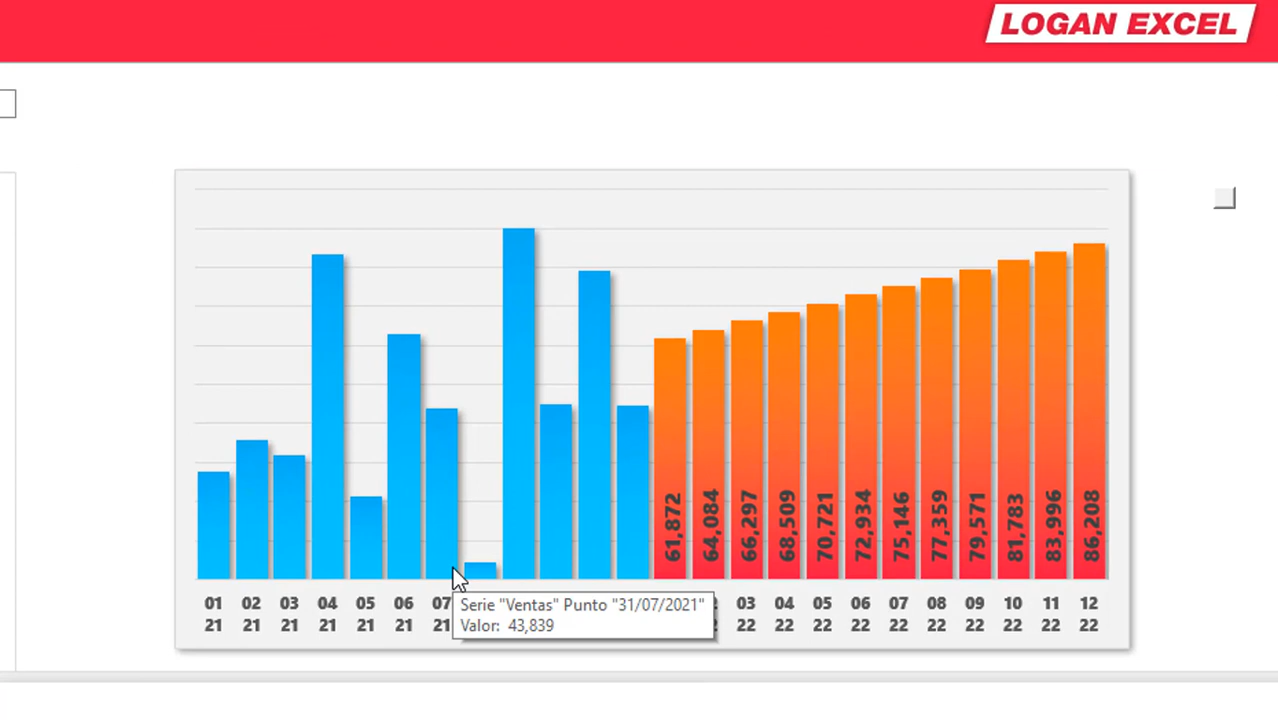 LOGAN EXCEL
61,872 64,084 66,297 68,509 70,721 72,934 75,146 77,359 79,571 81,783 83,996 86,208
01 02 03 04 05 06 07 03 04 05 06 07 08 09 10 11 12
21 21 21 21 21 21 21 22 22 22 22 22 22 22 22 22 22
Serie "Ventas" Punto "31/07/2021"
Valor: 43,839